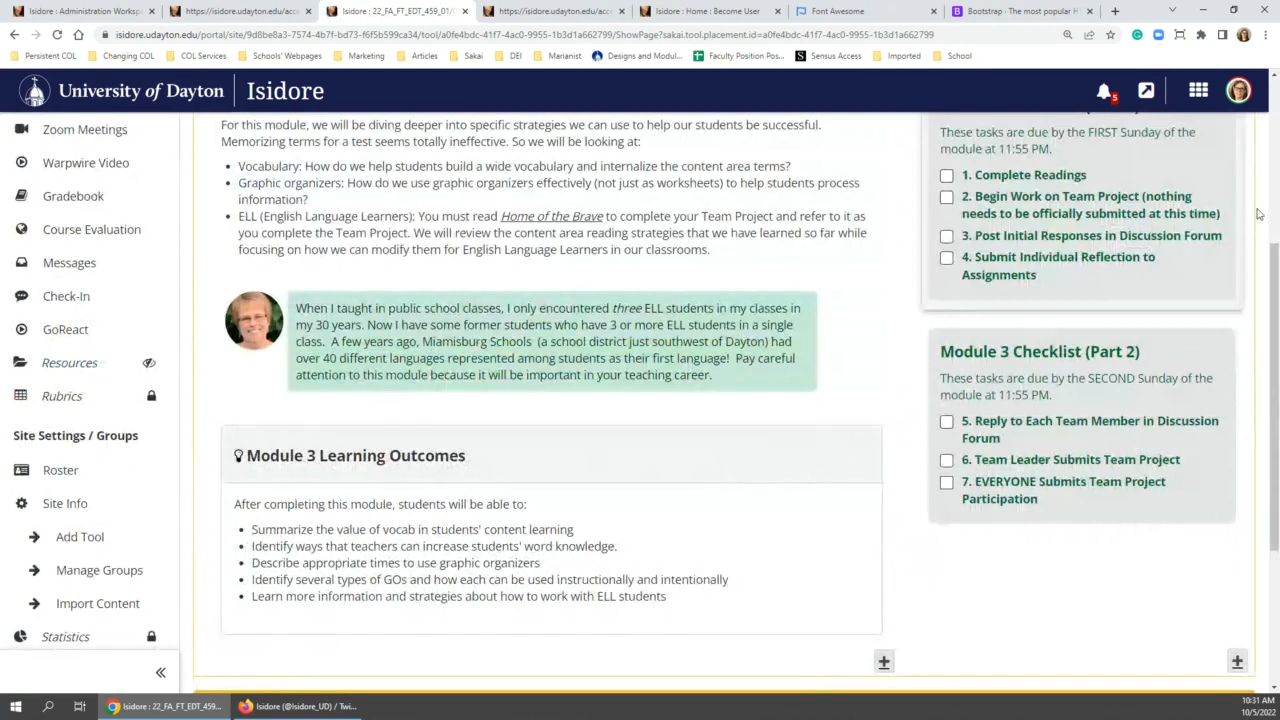 Isidore : Administration Worksp
https://isidore.udayton.edu/acce
Isidore : 22_FA_FT_EDT_459_01/C
https://isidore.udayton.edu/acce
Isidore : Home : Become User
Font Awesome
Bootstrap · The most popular H
isidore.udayton.edu/portal/site/9d8be8a3-7574-4b7f-bd73-f6f5b599ca3d/tool/a0fe4bdc-41f7-4ac0-9955-1b3d1a662799/ShowPage?sakai.tool.placement.id=a0fe4bdc-41f7-4ac0-9955-1b3d1a662799
Persistent COL
Changing COL
COL Services
Schools' Webpages
Marketing
Articles
Sakai
DEI
Marianist
Designs and Modul...
Faculty Position Pos...
Sensus Access
Imported
School
University of Dayton
Isidore
5
Zoom Meetings
Warpwire Video
Gradebook
Course Evaluation
Messages
Check-In
GoReact
Resources
Rubrics
Site Settings / Groups
Roster
Site Info
Add Tool
Manage Groups
Import Content
Statistics
For this module, we will be diving deeper into specific strategies we can use to help our students be successful.
Memorizing terms for a test seems totally ineffective. So we will be looking at:
Vocabulary: How do we help students build a wide vocabulary and internalize the content area terms?
Graphic organizers: How do we use graphic organizers effectively (not just as worksheets) to help students process
information?
ELL (English Language Learners): You must read Home of the Brave to complete your Team Project and refer to it as
you complete the Team Project. We will review the content area reading strategies that we have learned so far while
focusing on how we can modify them for English Language Learners in our classrooms.
When I taught in public school classes, I only encountered three ELL students in my classes in
my 30 years. Now I have some former students who have 3 or more ELL students in a single
class. A few years ago, Miamisburg Schools (a school district just southwest of Dayton) had
over 40 different languages represented among students as their first language! Pay careful
attention to this module because it will be important in your teaching career.
Module 3 Learning Outcomes
After completing this module, students will be able to:
Summarize the value of vocab in students' content learning
Identify ways that teachers can increase students' word knowledge.
Describe appropriate times to use graphic organizers
Identify several types of GOs and how each can be used instructionally and intentionally
Learn more information and strategies about how to work with ELL students
These tasks are due by the FIRST Sunday of the
module at 11:55 PM.
1. Complete Readings
2. Begin Work on Team Project (nothing
needs to be officially submitted at this time)
3. Post Initial Responses in Discussion Forum
4. Submit Individual Reflection to
Assignments
Module 3 Checklist (Part 2)
These tasks are due by the SECOND Sunday of the
module at 11:55 PM.
5. Reply to Each Team Member in Discussion
Forum
6. Team Leader Submits Team Project
7. EVERYONE Submits Team Project
Participation
Isidore : 22_FA_FT_EDT_459...
Isidore (@Isidore_UD) / Twi...
10:31 AM
10/5/2022